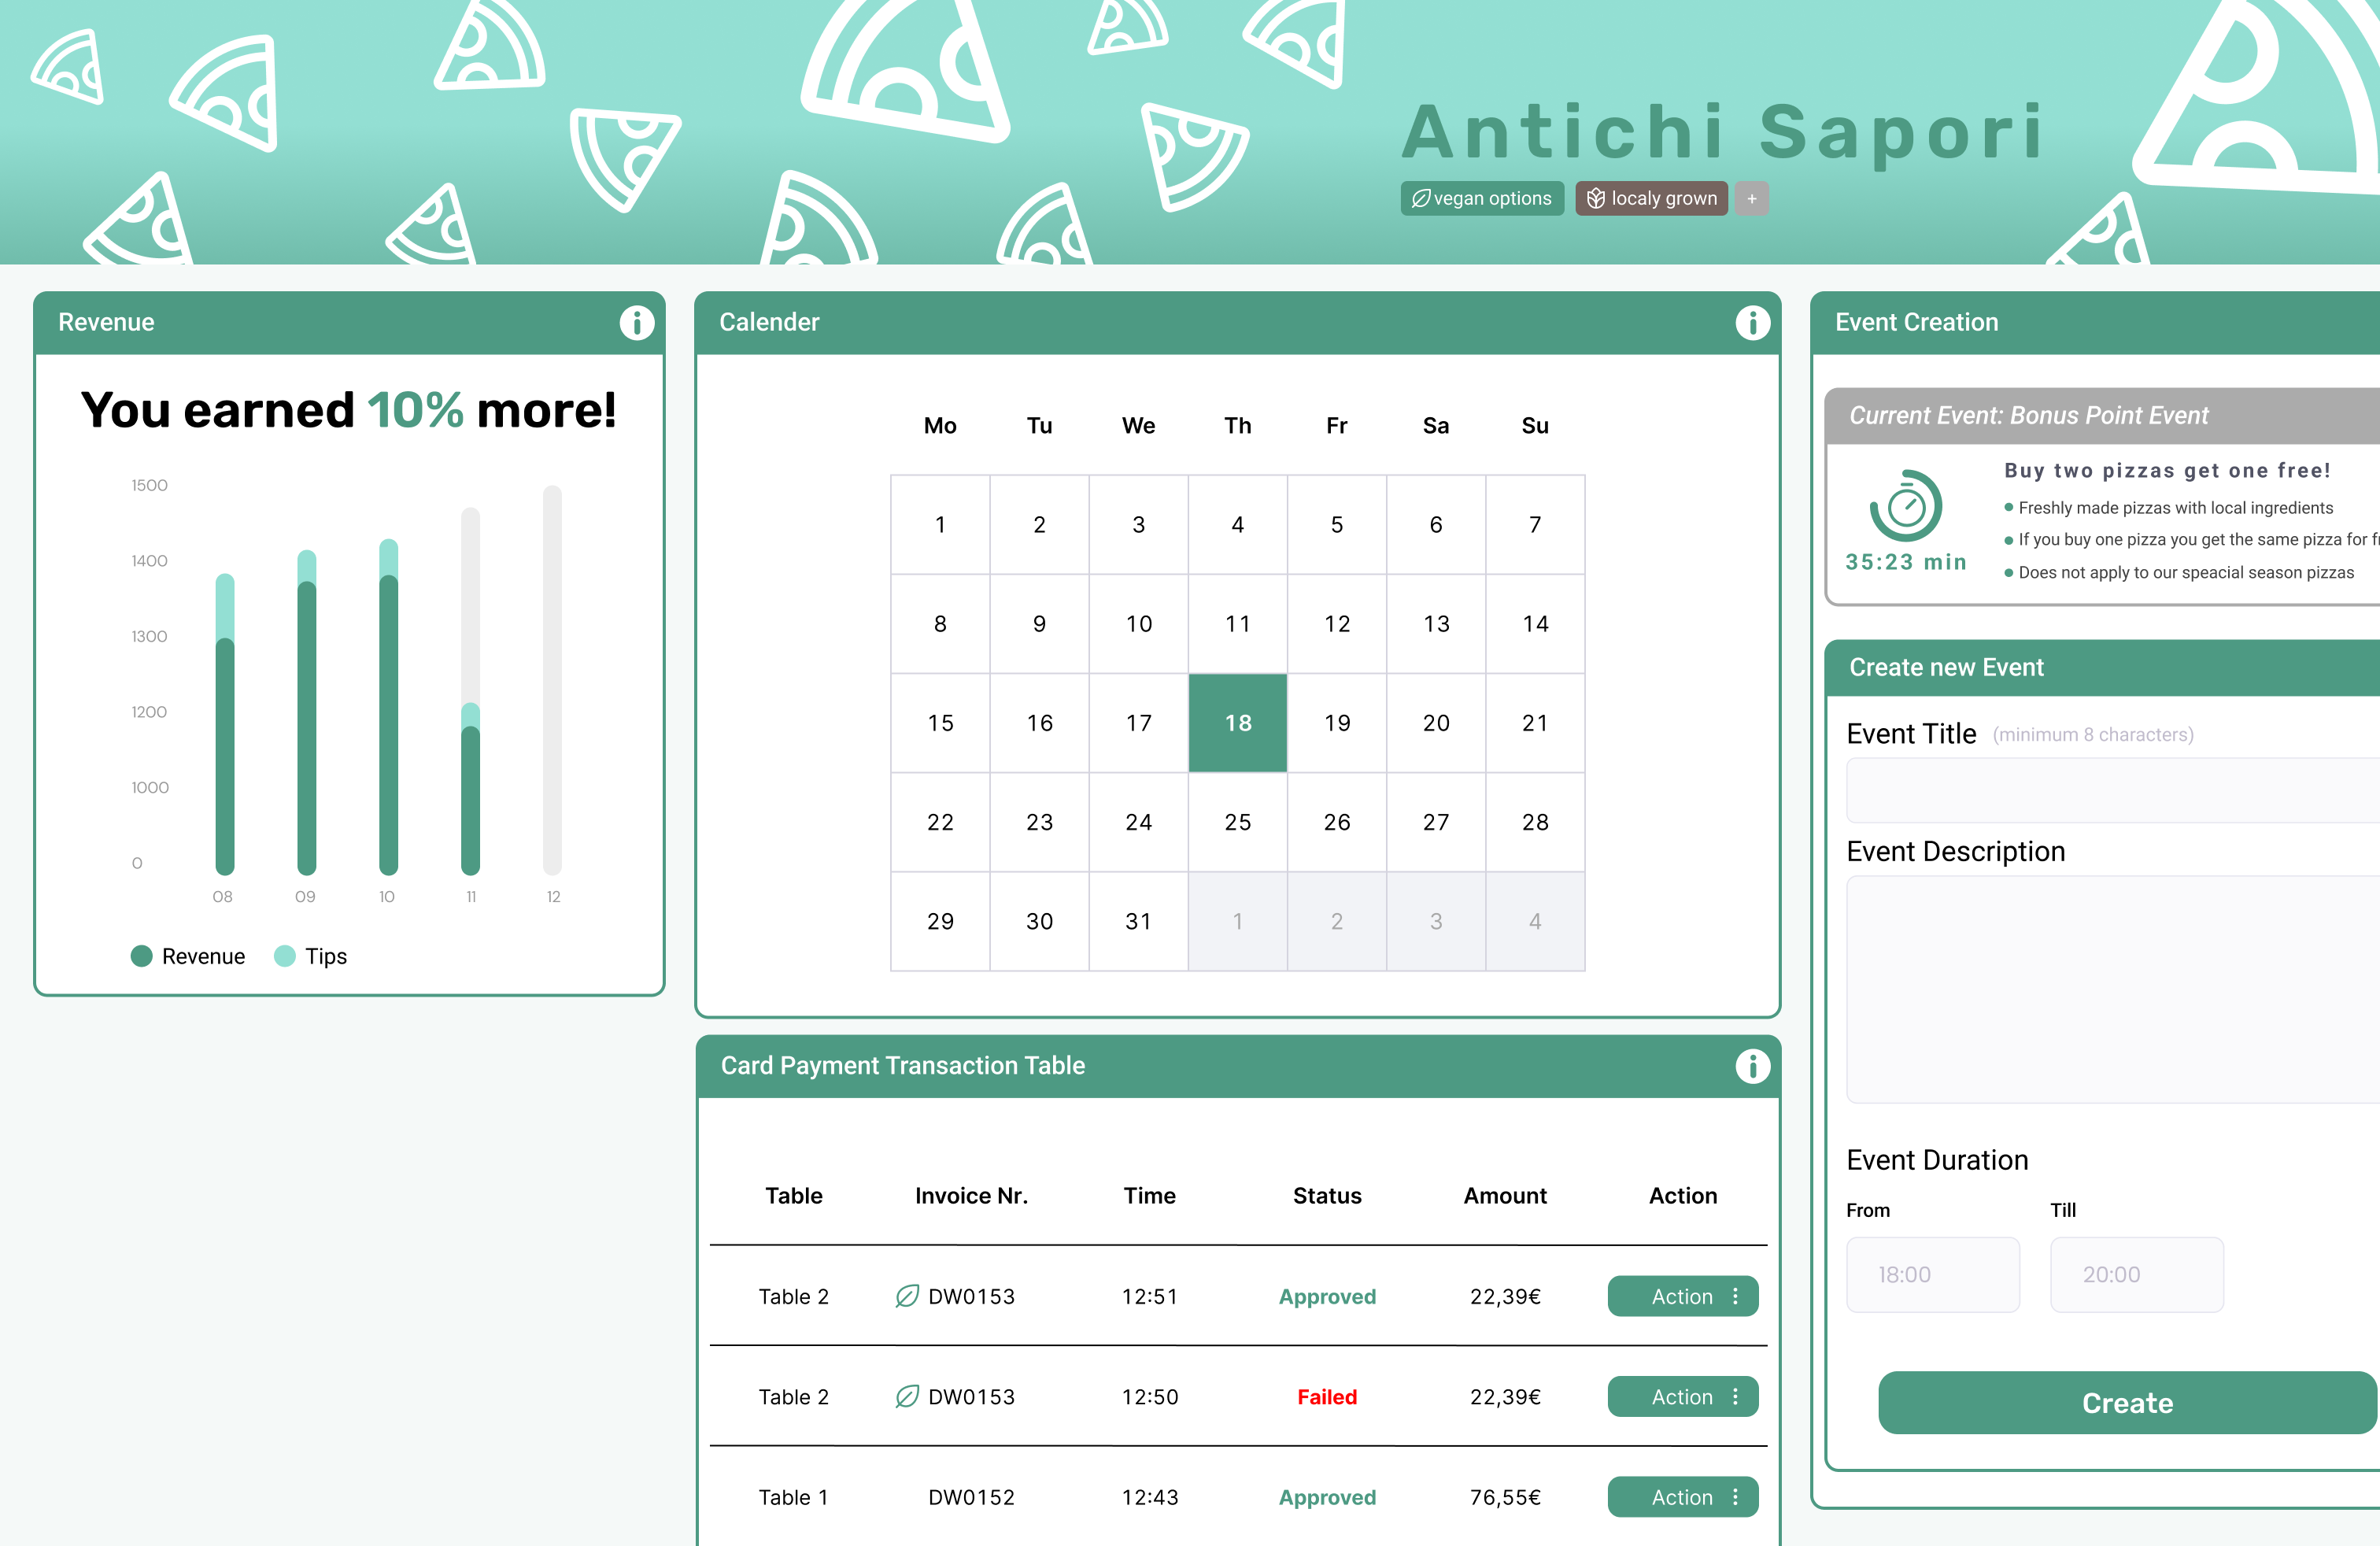 Antichi Sapori
vegan options
localy grown
+
Revenue
You earned 10% more!
1500
1400
1300
1200
1000
0
08 09 10 11 12
Revenue Tips
Calender
Mo Tu We Th Fr Sa Su
1 2 3 4 5 6 7
8 9 10 11 12 13 14
15 16 17 18 19 20 21
22 23 24 25 26 27 28
29 30 31 1 2 3 4
Card Payment Transaction Table
Table Invoice Nr. Time Status Amount Action
Table 2 DW0153 12:51 Approved 22,39€ Action
Table 2 DW0153 12:50 Failed 22,39€ Action
Table 1 DW0152 12:43 Approved 76,55€ Action
Event Creation
Current Event: Bonus Point Event
35:23 min
Buy two pizzas get one free!
Freshly made pizzas with local ingredients
If you buy one pizza you get the same pizza for
Does not apply to our speacial season pizzas
Create new Event
Event Title (minimum 8 characters)
Event Description
Event Duration
From Till
18:00 20:00
Create